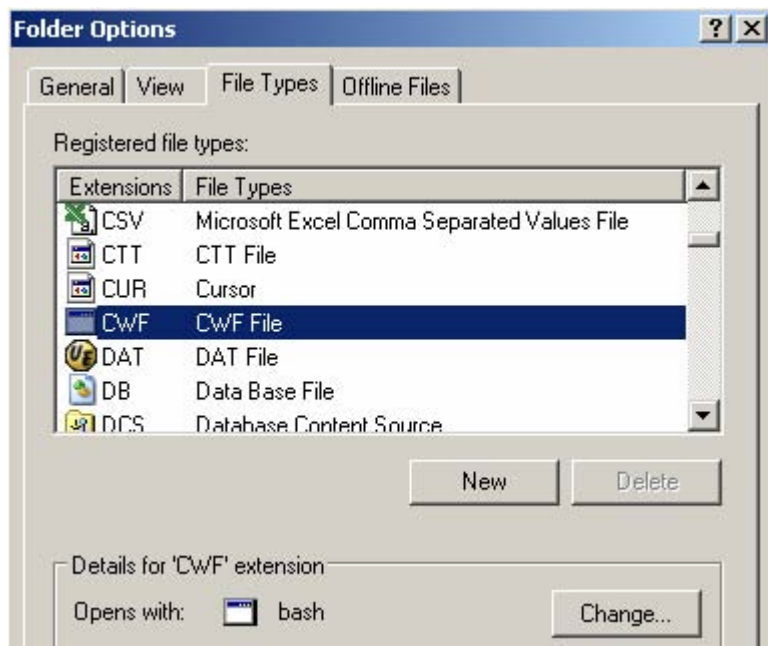 Folder Options
General View File Types Offline Files
Registered file types:
Extensions File Types
CSV Microsoft Excel Comma Separated Values File
CTT CTT File
CUR Cursor
CWF CWF File
DAT DAT File
DB Data Base File
DCS Database Content Source
New Delete
Details for 'CWF' extension
Opens with: bash Change...